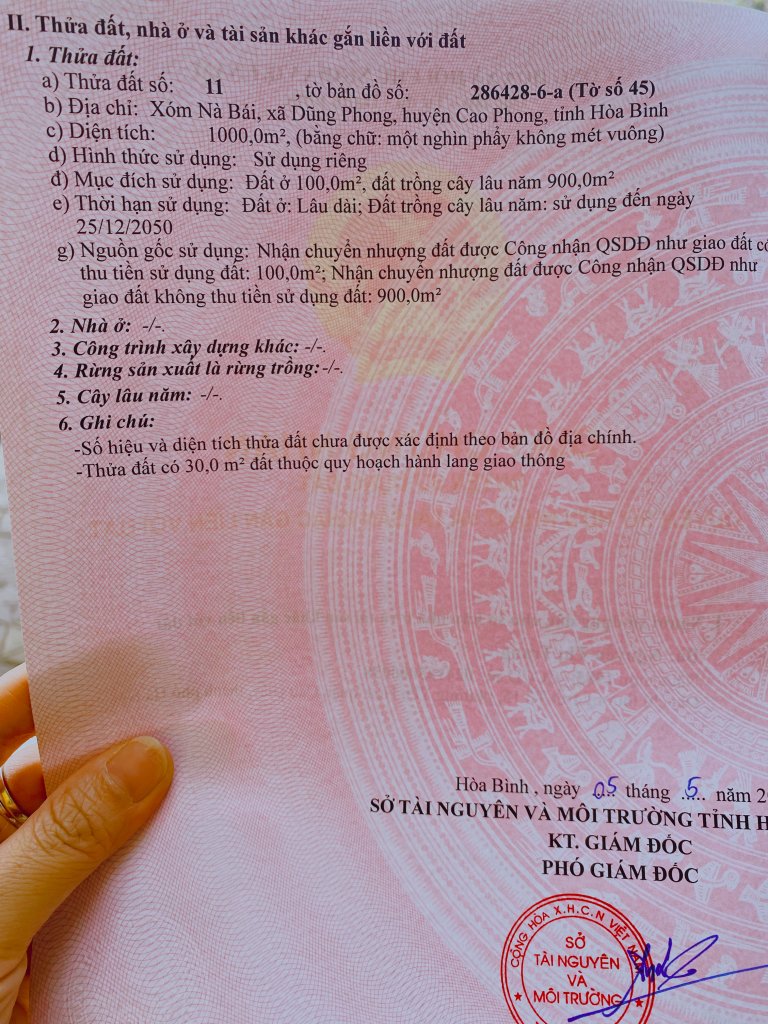 II. Thửa đất, nhà ở và tài sản khác gắn liền với đất
1. Thửa đất:
a) Thửa đất số: 11 , tờ bản đồ số: 286428-6-a (Tờ số 45)
b) Địa chỉ: Xóm Nà Bái, xã Dũng Phong, huyện Cao Phong, tỉnh Hòa Bình
c) Diện tích: 1000,0m², (bằng chữ: một nghìn phẩy không mét vuông)
d) Hình thức sử dụng: Sử dụng riêng
đ) Mục đích sử dụng: Đất ở 100,0m², đất trồng cây lâu năm 900,0m²
e) Thời hạn sử dụng: Đất ở: Lâu dài; Đất trồng cây lâu năm: sử dụng đến ngày
25/12/2050
g) Nguồn gốc sử dụng: Nhận chuyển nhượng đất được Công nhận QSDĐ như giao đất có
thu tiền sử dụng đất: 100,0m²; Nhận chuyển nhượng đất được Công nhận QSDĐ như
giao đất không thu tiền sử dụng đất: 900,0m²
2. Nhà ở: -/-.
3. Công trình xây dựng khác: -/-.
4. Rừng sản xuất là rừng trồng: -/-.
5. Cây lâu năm: -/-.
6. Ghi chú:
-Số hiệu và diện tích thửa đất chưa được xác định theo bản đồ địa chính.
-Thửa đất có 30,0 m² đất thuộc quy hoạch hành lang giao thông
Hòa Bình , ngày 05 tháng 5 năm 2
SỞ TÀI NGUYÊN VÀ MÔI TRƯỜNG TỈNH H
KT. GIÁM ĐỐC
PHÓ GIÁM ĐỐC
CỘNG HÒA X.H.C.N VIỆT NAM
SỞ
TÀI NGUYÊN
VÀ
MÔI TRƯỜNG